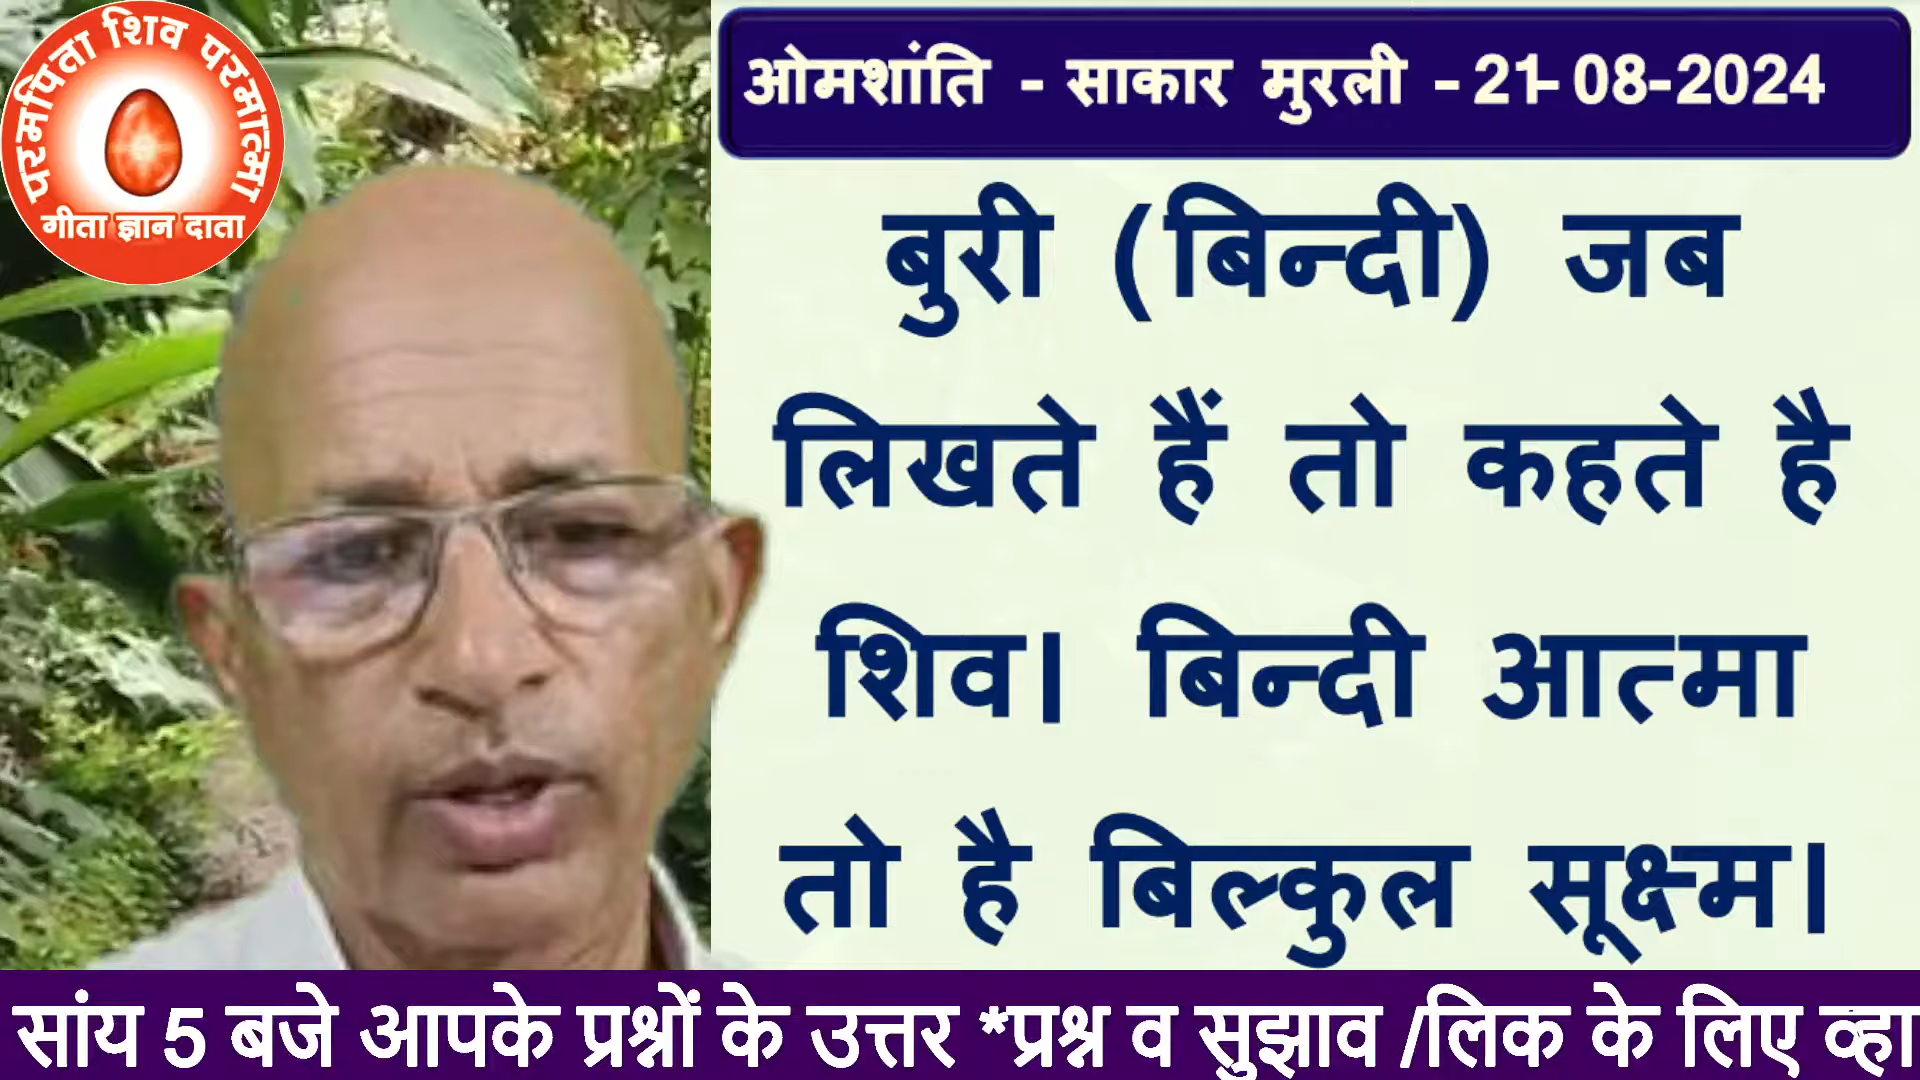 परमपिता शिव परमात्मा
गीता ज्ञान दाता
ओमशांति - साकार मुरली - 21- 08-2024
बुरी (बिन्दी) जब
लिखते हैं तो कहते है
शिव। बिन्दी आत्मा
तो है बिल्कुल सूक्ष्म।
सांय 5 बजे आपके प्रश्नों के उत्तर *प्रश्न व सुझाव /लिक के लिए व्हा